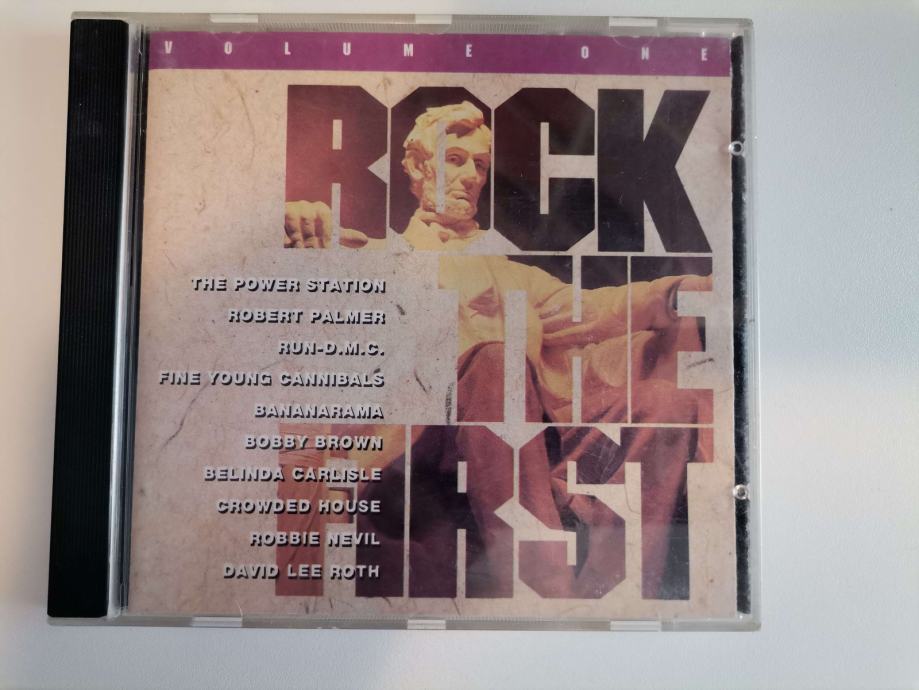 VOLUME ONE
ROCK
THE
FIRST
THE POWER STATION
ROBERT PALMER
RUN-D.M.C.
FINE YOUNG CANNIBALS
BANANARAMA
BOBBY BROWN
BELINDA CARLISLE
CROWDED HOUSE
ROBBIE NEVIL
DAVID LEE ROTH